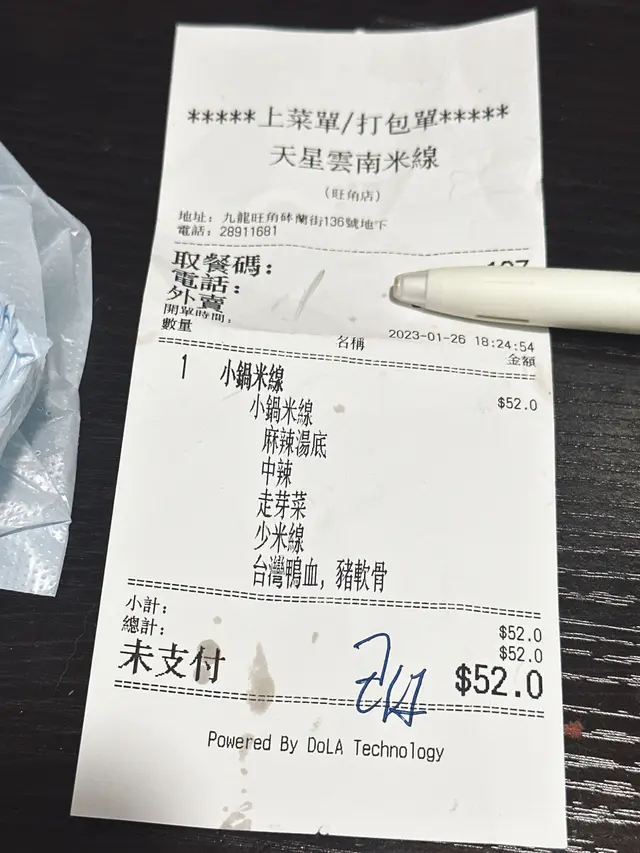 *****上菜單/打包單*****
天星雲南米線
(旺角店)
地址: 九龍旺角砵蘭街136號地下
電話: 28911681
取餐碼:
電話:
外賣
開單時間: 2023-01-26 18:24:54
數量 名稱 金額
1 小鍋米線
小鍋米線 $52.0
麻辣湯底
中辣
走芽菜
少米線
台灣鴨血, 豬軟骨
小計: $52.0
總計: $52.0
未支付 $52.0
Powered By DoLA Technology